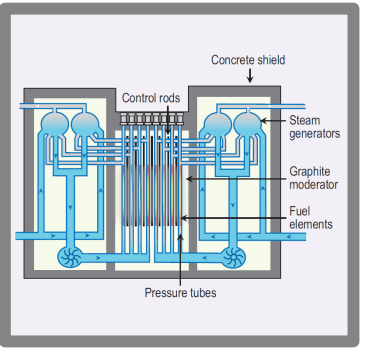 Concrete shield
Control rods
Steam
generators
Graphite
moderator
Fuel
elements
Pressure tubes